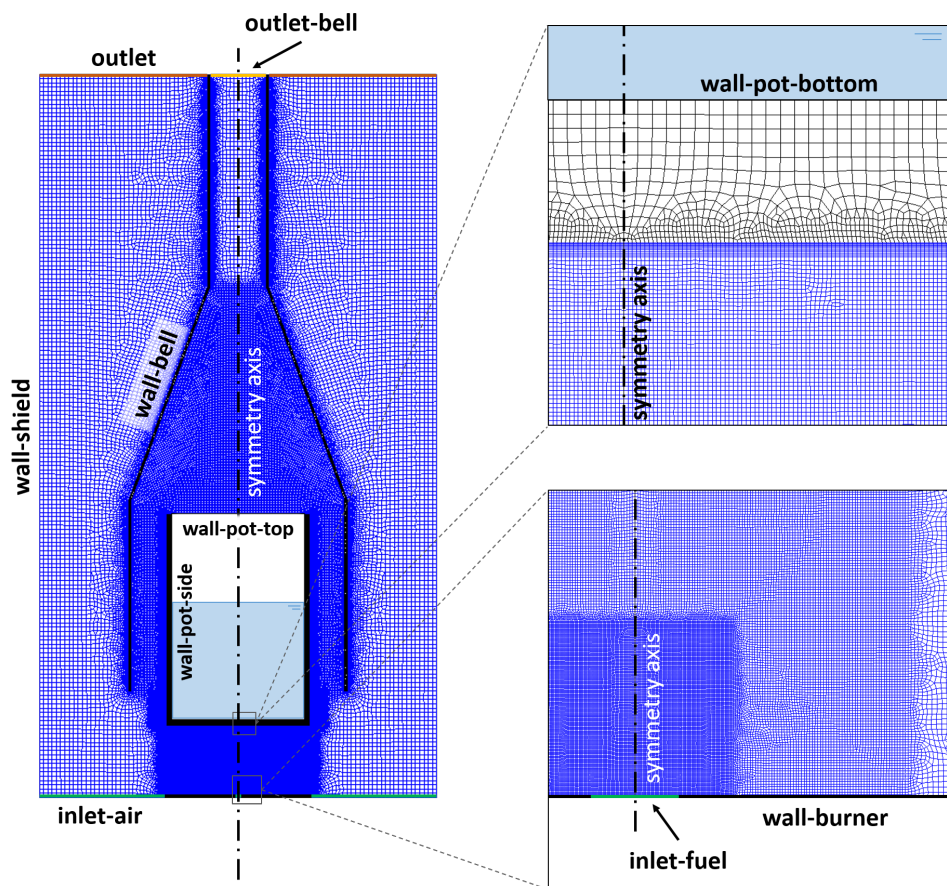 outlet-bell
outlet
wall-shield
wall-bell
symmetry axis
wall-pot-top
wall-pot-side
inlet-air
wall-pot-bottom
symmetry axis
symmetry axis
wall-burner
inlet-fuel